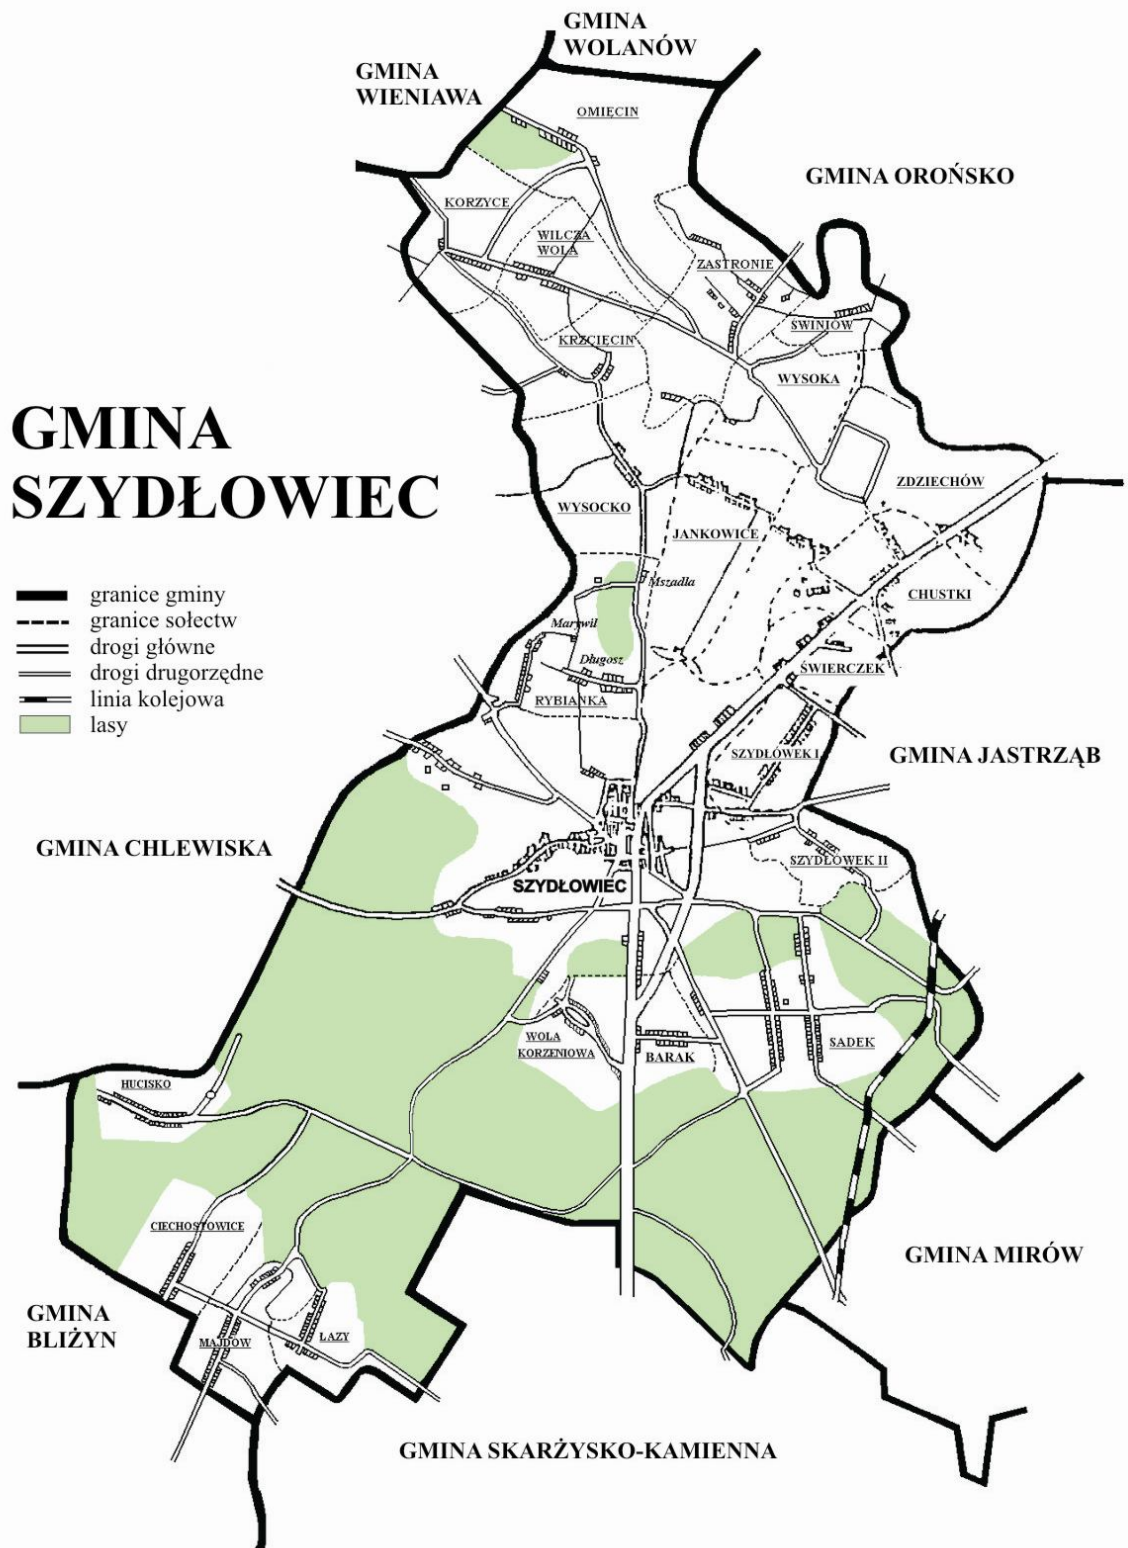 GMINA
WOLANÓW
GMINA
WIENIAWA
OMIĘCIN
GMINA OROŃSKO
KORZYCE
WILCZA
WOLA
ZASTRONIE
ŚWINIÓW
KRZCIĘCIN
WYSOKA
GMINA
SZYDŁOWIEC
ZDZIECHÓW
WYSOCKO
JANKOWICE
Mszadla
CHUSTKI
granice gminy
granice sołectw
drogi główne
drogi drugorzędne
linia kolejowa
lasy
Marywil
Długosz
ŚWIERCZEK
RYBIANKA
SZYDŁÓWEK I
GMINA JASTRZĄB
GMINA CHLEWISKA
SZYDŁÓWEK II
SZYDŁOWIEC
WOLA
KORZENIOWA
BARAK
SADEK
HUCISKO
CIECHOSTOWICE
GMINA MIRÓW
GMINA
BLIŻYN
MAJDÓW
ŁAZY
GMINA SKARŻYSKO-KAMIENNA